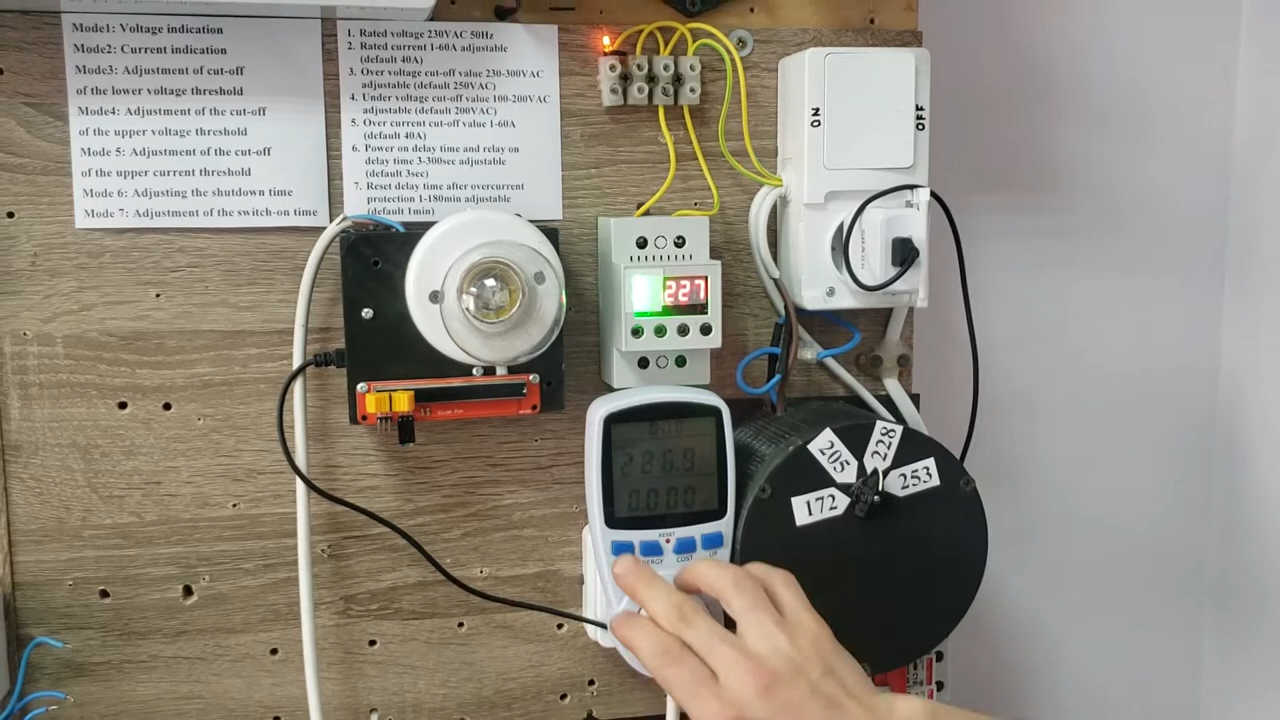 Mode1: Voltage indication
Mode2: Current indication
Mode3: Adjustment of cut-off
of the lower voltage threshold
Mode4: Adjustment of the cut-off
of the upper voltage threshold
Mode 5: Adjustment of the cut-off
of the upper current threshold
Mode 6: Adjusting the shutdown time
Mode 7: Adjustment of the switch-on time
1. Rated voltage 230VAC 50Hz
2. Rated current 1-60A adjustable
(default 40A)
3. Over voltage cut-off value 230-300VAC
adjustable (default 250VAC)
4. Under voltage cut-off value 100-200VAC
adjustable (default 200VAC)
5. Over current cut-off value 1-60A
(default 40A)
6. Power on delay time and relay on
delay time 3-300sec adjustable
(default 3sec)
7. Reset delay time after overcurrent
protection 1-180min adjustable
(default 1min)
ON
OFF
227
0.000
RESET
COST
UP
172
205
228
253